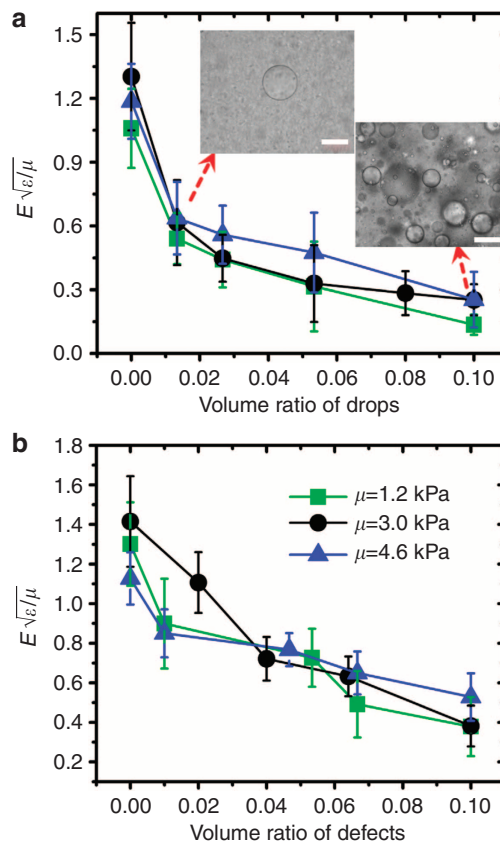 a
1.5
1.2
0.9
0.6
0.3
0.0
E √ε/μ
0.00 0.02 0.04 0.06 0.08 0.10
Volume ratio of drops
b
1.8
1.6
1.4
1.2
1.0
0.8
0.6
0.4
0.2
E √ε/μ
μ=1.2 kPa
μ=3.0 kPa
μ=4.6 kPa
0.00 0.02 0.04 0.06 0.08 0.10
Volume ratio of defects